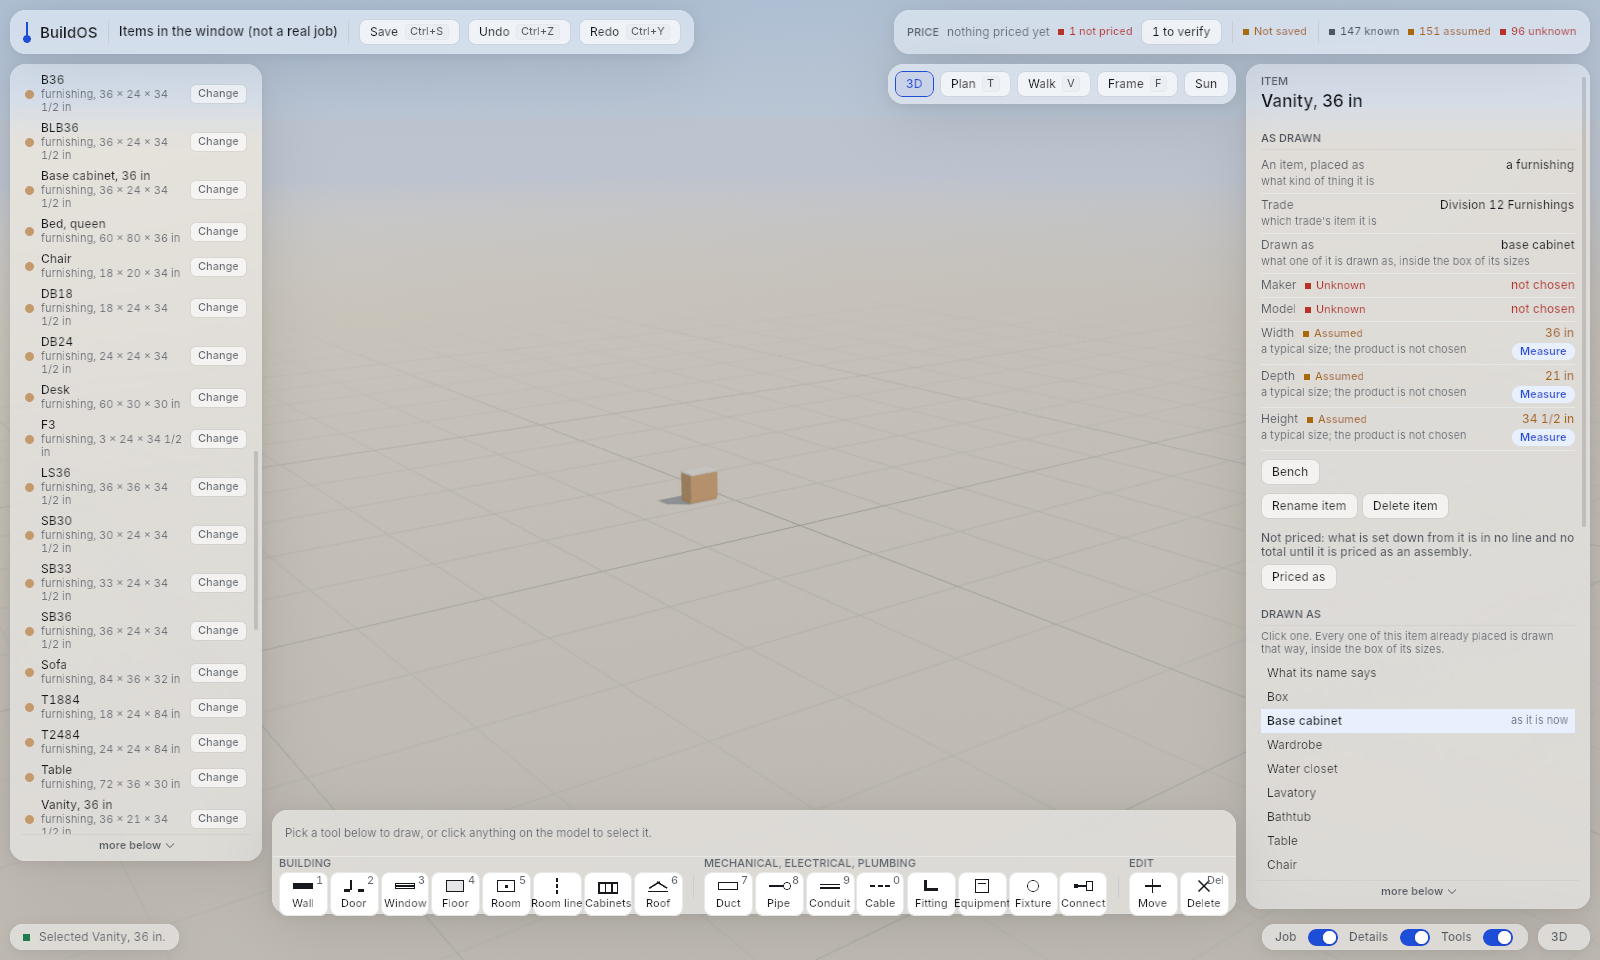 BuildOS
Items in the window (not a real job)
Save Ctrl+S
Undo Ctrl+Z
Redo Ctrl+Y
PRICE nothing priced yet 1 not priced 1 to verify Not saved 147 known 151 assumed 96 unknown
3D
Plan T
Walk V
Frame F
Sun
B36
furnishing, 36 × 24 × 34
1/2 in
Change
BLB36
furnishing, 36 × 24 × 34
1/2 in
Change
Base cabinet, 36 in
furnishing, 36 × 24 × 34
1/2 in
Change
Bed, queen
furnishing, 60 × 80 × 36 in
Change
Chair
furnishing, 18 × 20 × 34 in
Change
DB18
furnishing, 18 × 24 × 34
1/2 in
Change
DB24
furnishing, 24 × 24 × 34
1/2 in
Change
Desk
furnishing, 60 × 30 × 30 in
Change
F3
furnishing, 3 × 24 × 34 1/2
in
Change
LS36
furnishing, 36 × 36 × 34
1/2 in
Change
SB30
furnishing, 30 × 24 × 34
1/2 in
Change
SB33
furnishing, 33 × 24 × 34
1/2 in
Change
SB36
furnishing, 36 × 24 × 34
1/2 in
Change
Sofa
furnishing, 84 × 36 × 32 in
Change
T1884
furnishing, 18 × 24 × 84 in
Change
T2484
furnishing, 24 × 24 × 84 in
Change
Table
furnishing, 72 × 36 × 30 in
Change
Vanity, 36 in
furnishing, 36 × 21 × 34
1/2 in
Change
more below
ITEM
Vanity, 36 in
AS DRAWN
An item, placed as a furnishing
what kind of thing it is
Trade Division 12 Furnishings
which trade's item it is
Drawn as base cabinet
what one of it is drawn as, inside the box of its sizes
Maker Unknown not chosen
Model Unknown not chosen
Width Assumed 36 in
a typical size; the product is not chosen Measure
Depth Assumed 21 in
a typical size; the product is not chosen Measure
Height Assumed 34 1/2 in
a typical size; the product is not chosen Measure
Bench
Rename item Delete item
Not priced: what is set down from it is in no line and no
total until it is priced as an assembly.
Priced as
DRAWN AS
Click one. Every one of this item already placed is drawn
that way, inside the box of its sizes.
What its name says
Box
Base cabinet as it is now
Wardrobe
Water closet
Lavatory
Bathtub
Table
Chair
more below
Pick a tool below to draw, or click anything on the model to select it.
BUILDING
1 Wall
2 Door
3 Window
4 Floor
5 Room
Room line
Cabinets
6 Roof
MECHANICAL, ELECTRICAL, PLUMBING
7 Duct
8 Pipe
9 Conduit
0 Cable
Fitting
Equipment
Fixture
Connect
EDIT
Move
Del Delete
Selected Vanity, 36 in.
Job Details Tools 3D